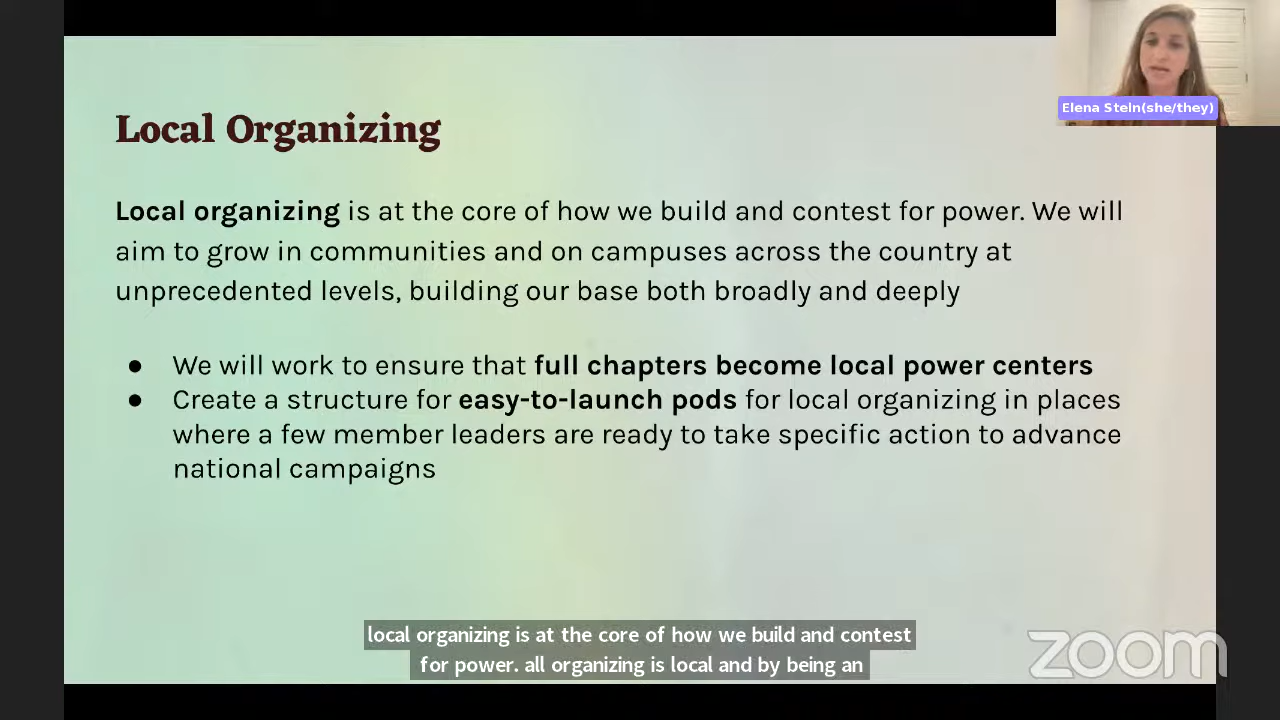 Elena Stein(she/they)
Local Organizing
Local organizing is at the core of how we build and contest for power. We will
aim to grow in communities and on campuses across the country at
unprecedented levels, building our base both broadly and deeply
● We will work to ensure that full chapters become local power centers
● Create a structure for easy-to-launch pods for local organizing in places
where a few member leaders are ready to take specific action to advance
national campaigns
local organizing is at the core of how we build and contest
for power. all organizing is local and by being an
zoom